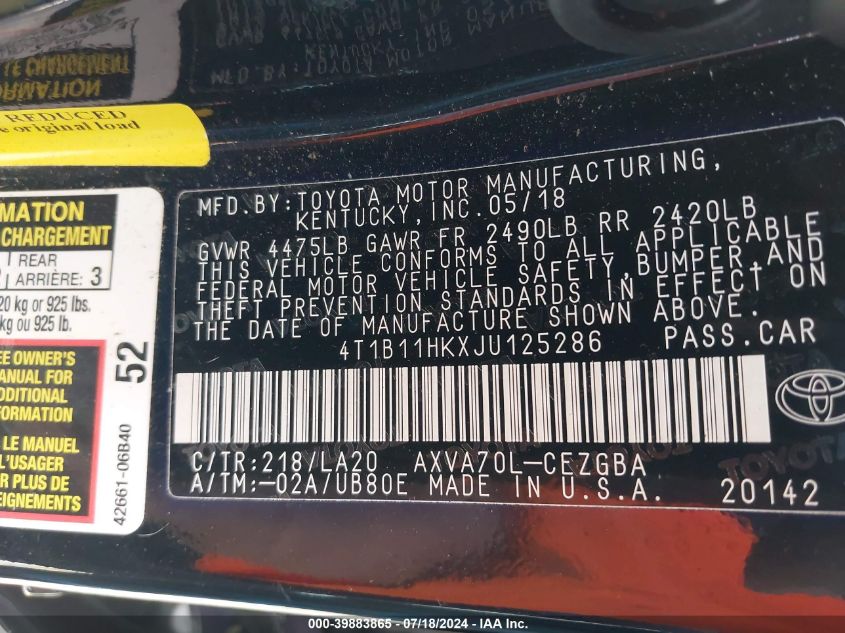 REDUCED
original load
MATION
CHARGEMENT
REAR
ARRIÈRE: 3
20 kg or 925 lbs.
kg ou 925 lb.
EE OWNER'S
ANUAL FOR
DDITIONAL
FORMATION
LE MANUEL
L'USAGER
PLUS DE
EIGNEMENTS
52
42661-06B40
MFD.BY:TOYOTA MOTOR MANUFACTURING,
KENTUCKY,INC.05/18
GVWR 4475LB GAWR FR 2490LB RR 2420LB
THIS VEHICLE CONFORMS TO ALL APPLICABLE
FEDERAL MOTOR VEHICLE SAFETY,BUMPER,AND
THEFT PREVENTION STANDARDS IN EFFECT ON
THE DATE OF MANUFACTURE SHOWN ABOVE.
4T1B11HKXJU125286 PASS.CAR
C/TR:218/LA20 AXVA70L-CEZGBA
A/TM:-02A/UB80E MADE IN U.S.A. 20142
000-39883865 / 07/18/2024 / IAA Inc.